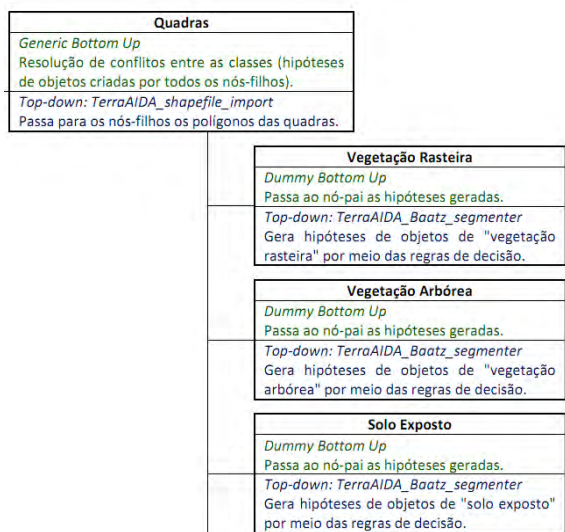 Quadras
Generic Bottom Up
Resolução de conflitos entre as classes (hipóteses
de objetos criadas por todos os nós-filhos).
Top-down: TerraAIDA_shapefile_import
Passa para os nós-filhos os polígonos das quadras.
Vegetação Rasteira
Dummy Bottom Up
Passa ao nó-pai as hipóteses geradas.
Top-down: TerraAIDA_Baatz_segmenter
Gera hipóteses de objetos de "vegetação
rasteira" por meio das regras de decisão.
Vegetação Arbórea
Dummy Bottom Up
Passa ao nó-pai as hipóteses geradas.
Top-down: TerraAIDA_Baatz_segmenter
Gera hipóteses de objetos de "vegetação
arbórea" por meio das regras de decisão.
Solo Exposto
Dummy Bottom Up
Passa ao nó-pai as hipóteses geradas.
Top-down: TerraAIDA_Baatz_segmenter
Gera hipóteses de objetos de "solo exposto"
por meio das regras de decisão.